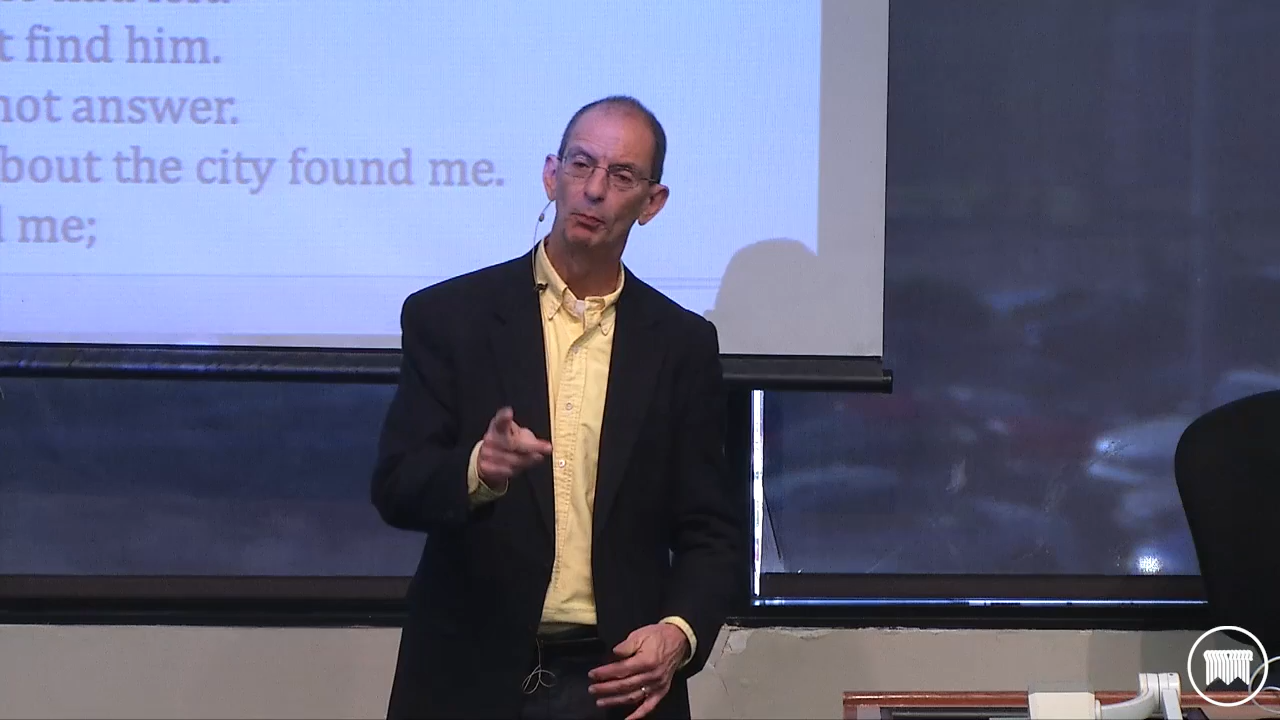 t find him.
not answer.
bout the city found me.
me;